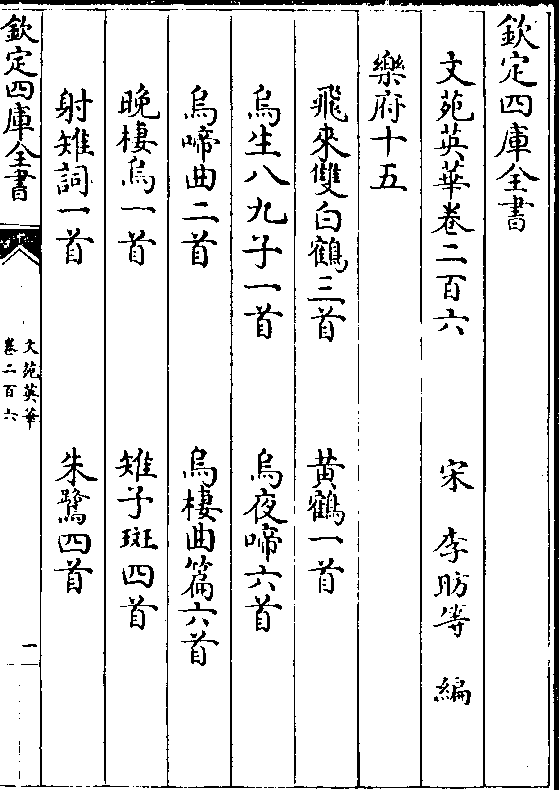 欽定四庫全書
文苑英華卷二百六 宋 李昉等 編
樂府十五
飛來雙白鶴三首 黄鶴一首
烏生八九子一首 烏夜啼六首
烏啼曲二首 烏棲曲篇六首
晚棲烏一首 雉子斑四首
射雉詞一首 朱鷺四首
欽定四庫全書
文苑英華
卷二百六
一